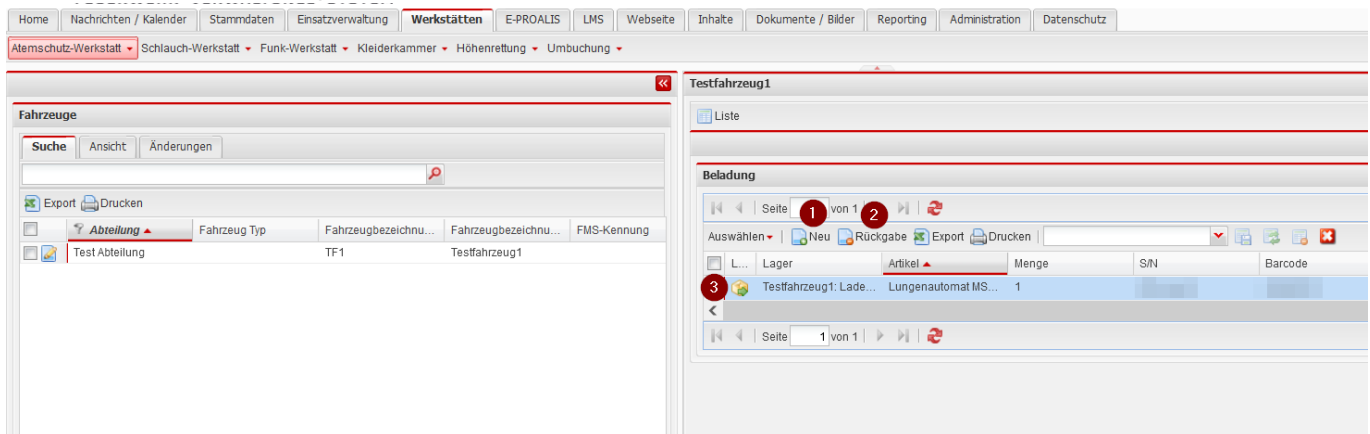 Home Nachrichten / Kalender Stammdaten Einsatzverwaltung Werkstätten E-PROALIS LMS Webseite Inhalte Dokumente / Bilder Reporting Administration Datenschutz
Atemschutz-Werkstatt Schlauch-Werkstatt Funk-Werkstatt Kleiderkammer Höhenrettung Umbuchung
Fahrzeuge
Suche Ansicht Änderungen
Export Drucken
Abteilung Fahrzeug Typ Fahrzeugbezeichnu... Fahrzeugbezeichnu... FMS-Kennung
Test Abteilung TF1 Testfahrzeug1
Testfahrzeug1
Liste
Beladung
Seite von 1
1 2
Auswählen Neu Rückgabe Export Drucken
L... Lager Artikel Menge S/N Barcode
3 Testfahrzeug1: Lade... Lungenautomat MS... 1
Seite 1 von 1